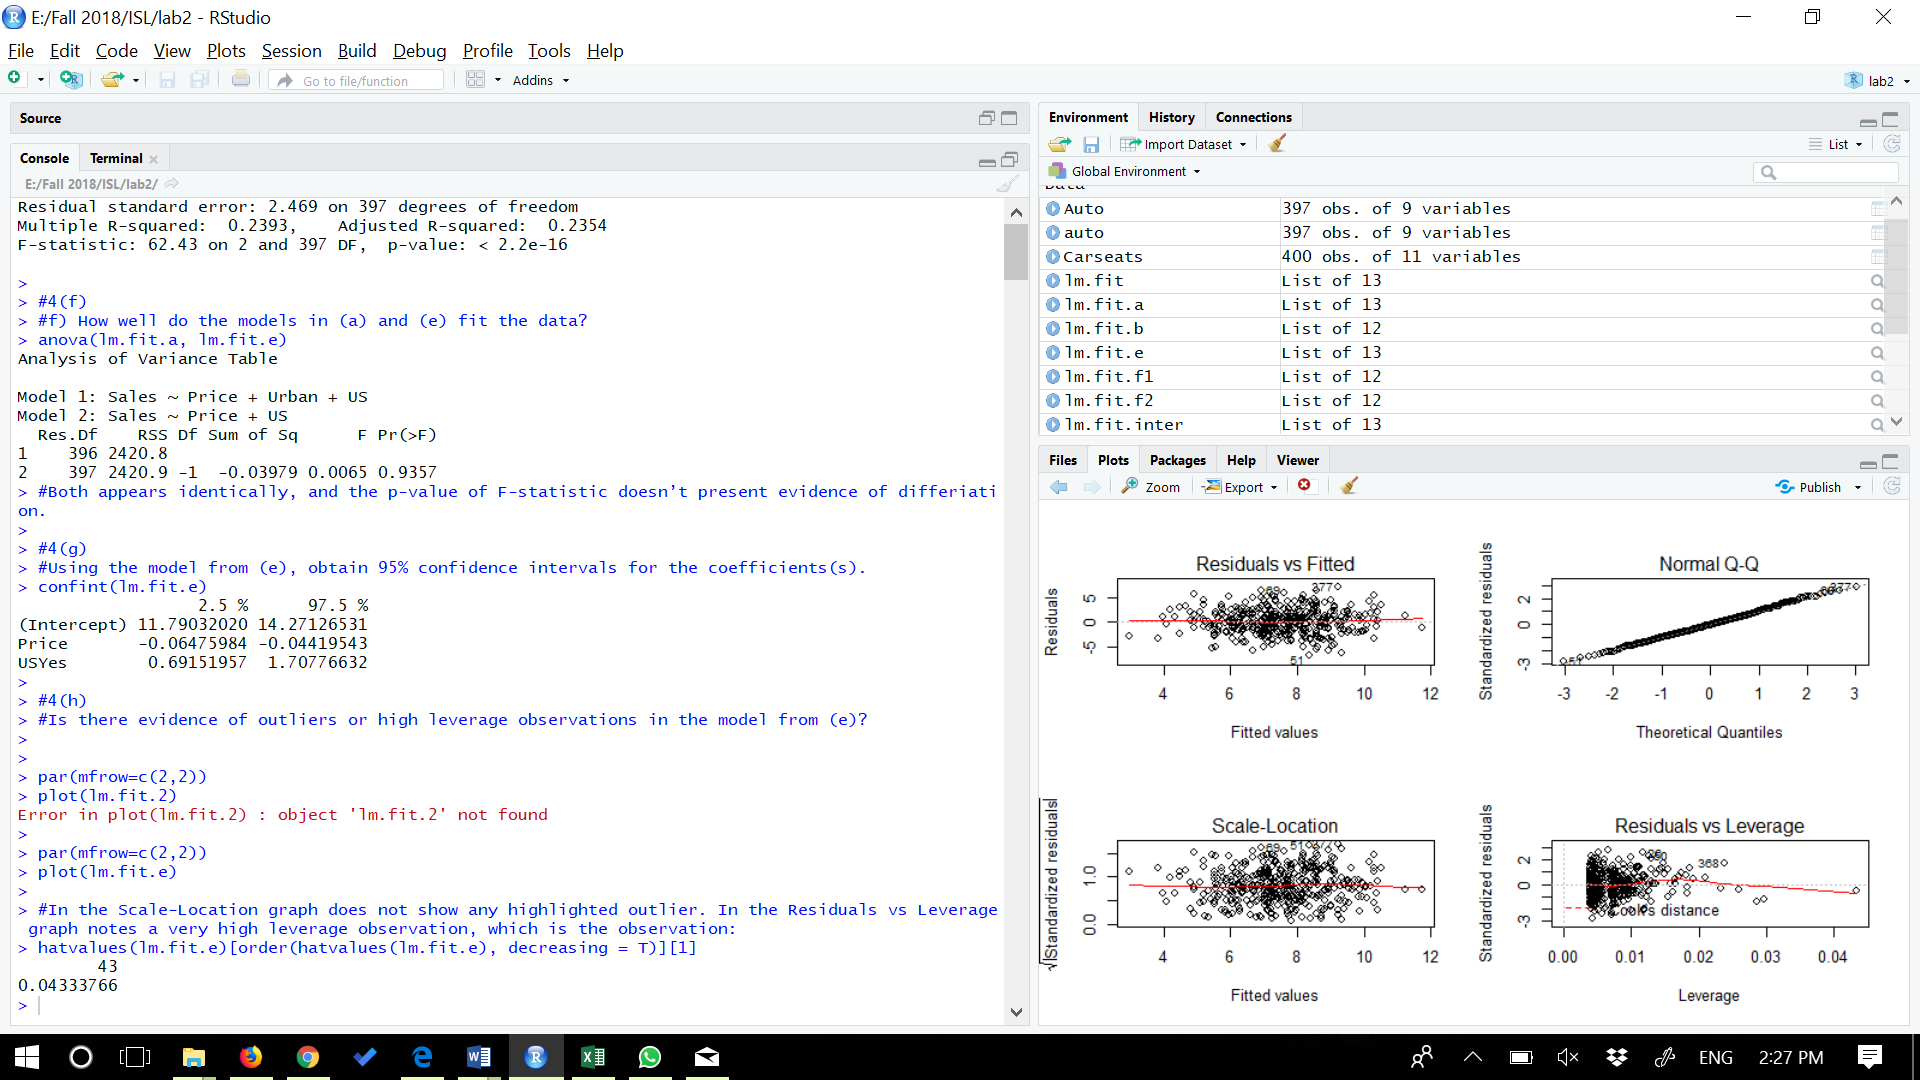 E:/Fall 2018/ISL/lab2 - RStudio
File Edit Code View Plots Session Build Debug Profile Tools Help
Go to file/function Addins lab2
Source
Console Terminal
E:/Fall 2018/ISL/lab2/
Residual standard error: 2.469 on 397 degrees of freedom
Multiple R-squared:  0.2393,    Adjusted R-squared:  0.2354
F-statistic: 62.43 on 2 and 397 DF,  p-value: < 2.2e-16
>
> #4(f)
> #f) How well do the models in (a) and (e) fit the data?
> anova(lm.fit.a, lm.fit.e)
Analysis of Variance Table
Model 1: Sales ~ Price + Urban + US
Model 2: Sales ~ Price + US
  Res.Df    RSS Df Sum of Sq      F Pr(>F)
1    396 2420.8
2    397 2420.9 -1  -0.03979 0.0065 0.9357
> #Both appears identically, and the p-value of F-statistic doesn’t present evidence of differiati
on.
>
> #4(g)
> #Using the model from (e), obtain 95% confidence intervals for the coefficients(s).
> confint(lm.fit.e)
                  2.5 %      97.5 %
(Intercept) 11.79032020 14.27126531
Price       -0.06475984 -0.04419543
USYes        0.69151957  1.70776632
>
> #4(h)
> #Is there evidence of outliers or high leverage observations in the model from (e)?
>
>
> par(mfrow=c(2,2))
> plot(lm.fit.2)
Error in plot(lm.fit.2) : object 'lm.fit.2' not found
>
> par(mfrow=c(2,2))
> plot(lm.fit.e)
>
> #In the Scale-Location graph does not show any highlighted outlier. In the Residuals vs Leverage
 graph notes a very high leverage observation, which is the observation:
> hatvalues(lm.fit.e)[order(hatvalues(lm.fit.e), decreasing = T)][1]
        43
0.04333766
>
Environment History Connections
Import Dataset List
Global Environment
Data
Auto 397 obs. of 9 variables
auto 397 obs. of 9 variables
Carseats 400 obs. of 11 variables
lm.fit List of 13
lm.fit.a List of 13
lm.fit.b List of 12
lm.fit.e List of 13
lm.fit.f1 List of 12
lm.fit.f2 List of 12
lm.fit.inter List of 13
Files Plots Packages Help Viewer
Zoom Export Publish
Residuals vs Fitted
Residuals
5
0
-5
69 377
51
4 6 8 10 12
Fitted values
Normal Q-Q
Standardized residuals
2
0
-3
377
51
-3 -2 -1 0 1 2 3
Theoretical Quantiles
Scale-Location
√|Standardized residuals|
1.0
0.0
69 51 377
4 6 8 10 12
Fitted values
Residuals vs Leverage
Standardized residuals
2
0
-3
368
Cook's distance
0.00 0.01 0.02 0.03 0.04
Leverage
ENG 2:27 PM